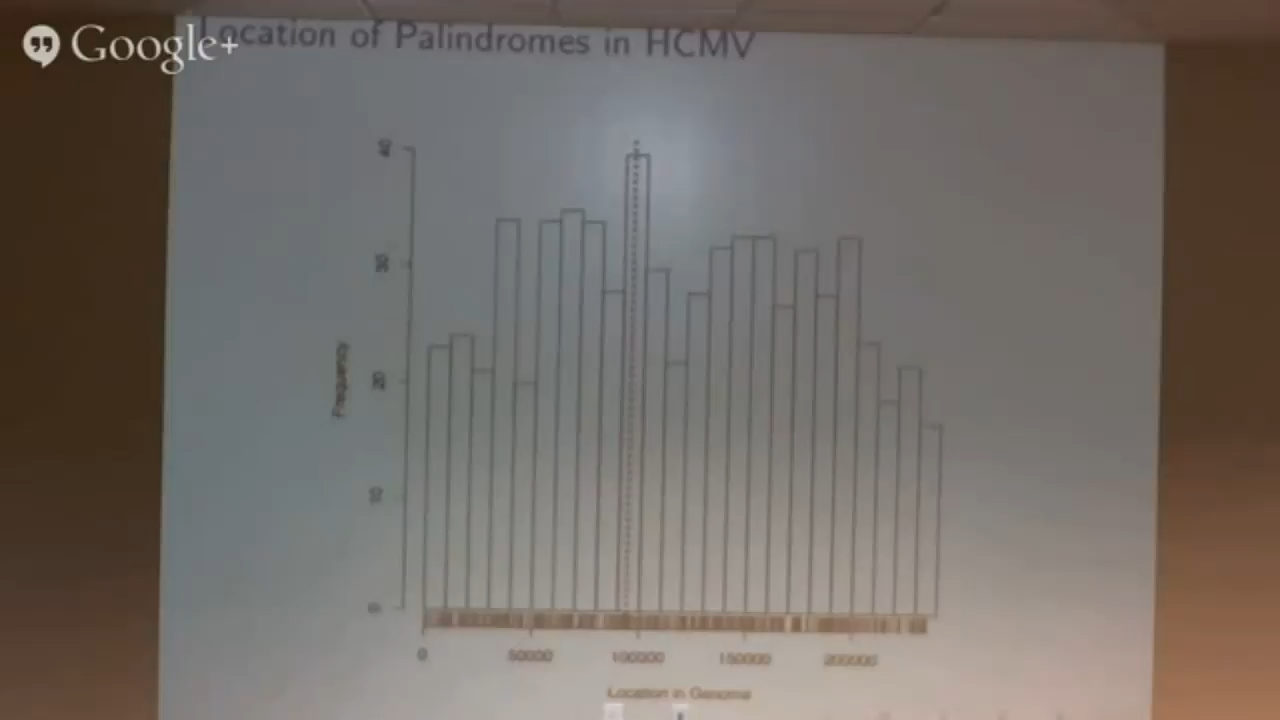 Google+
Location of Palindromes in HCMV
40
30
20
10
0
Frequency
0 50000 100000 150000 200000
Location in Genome